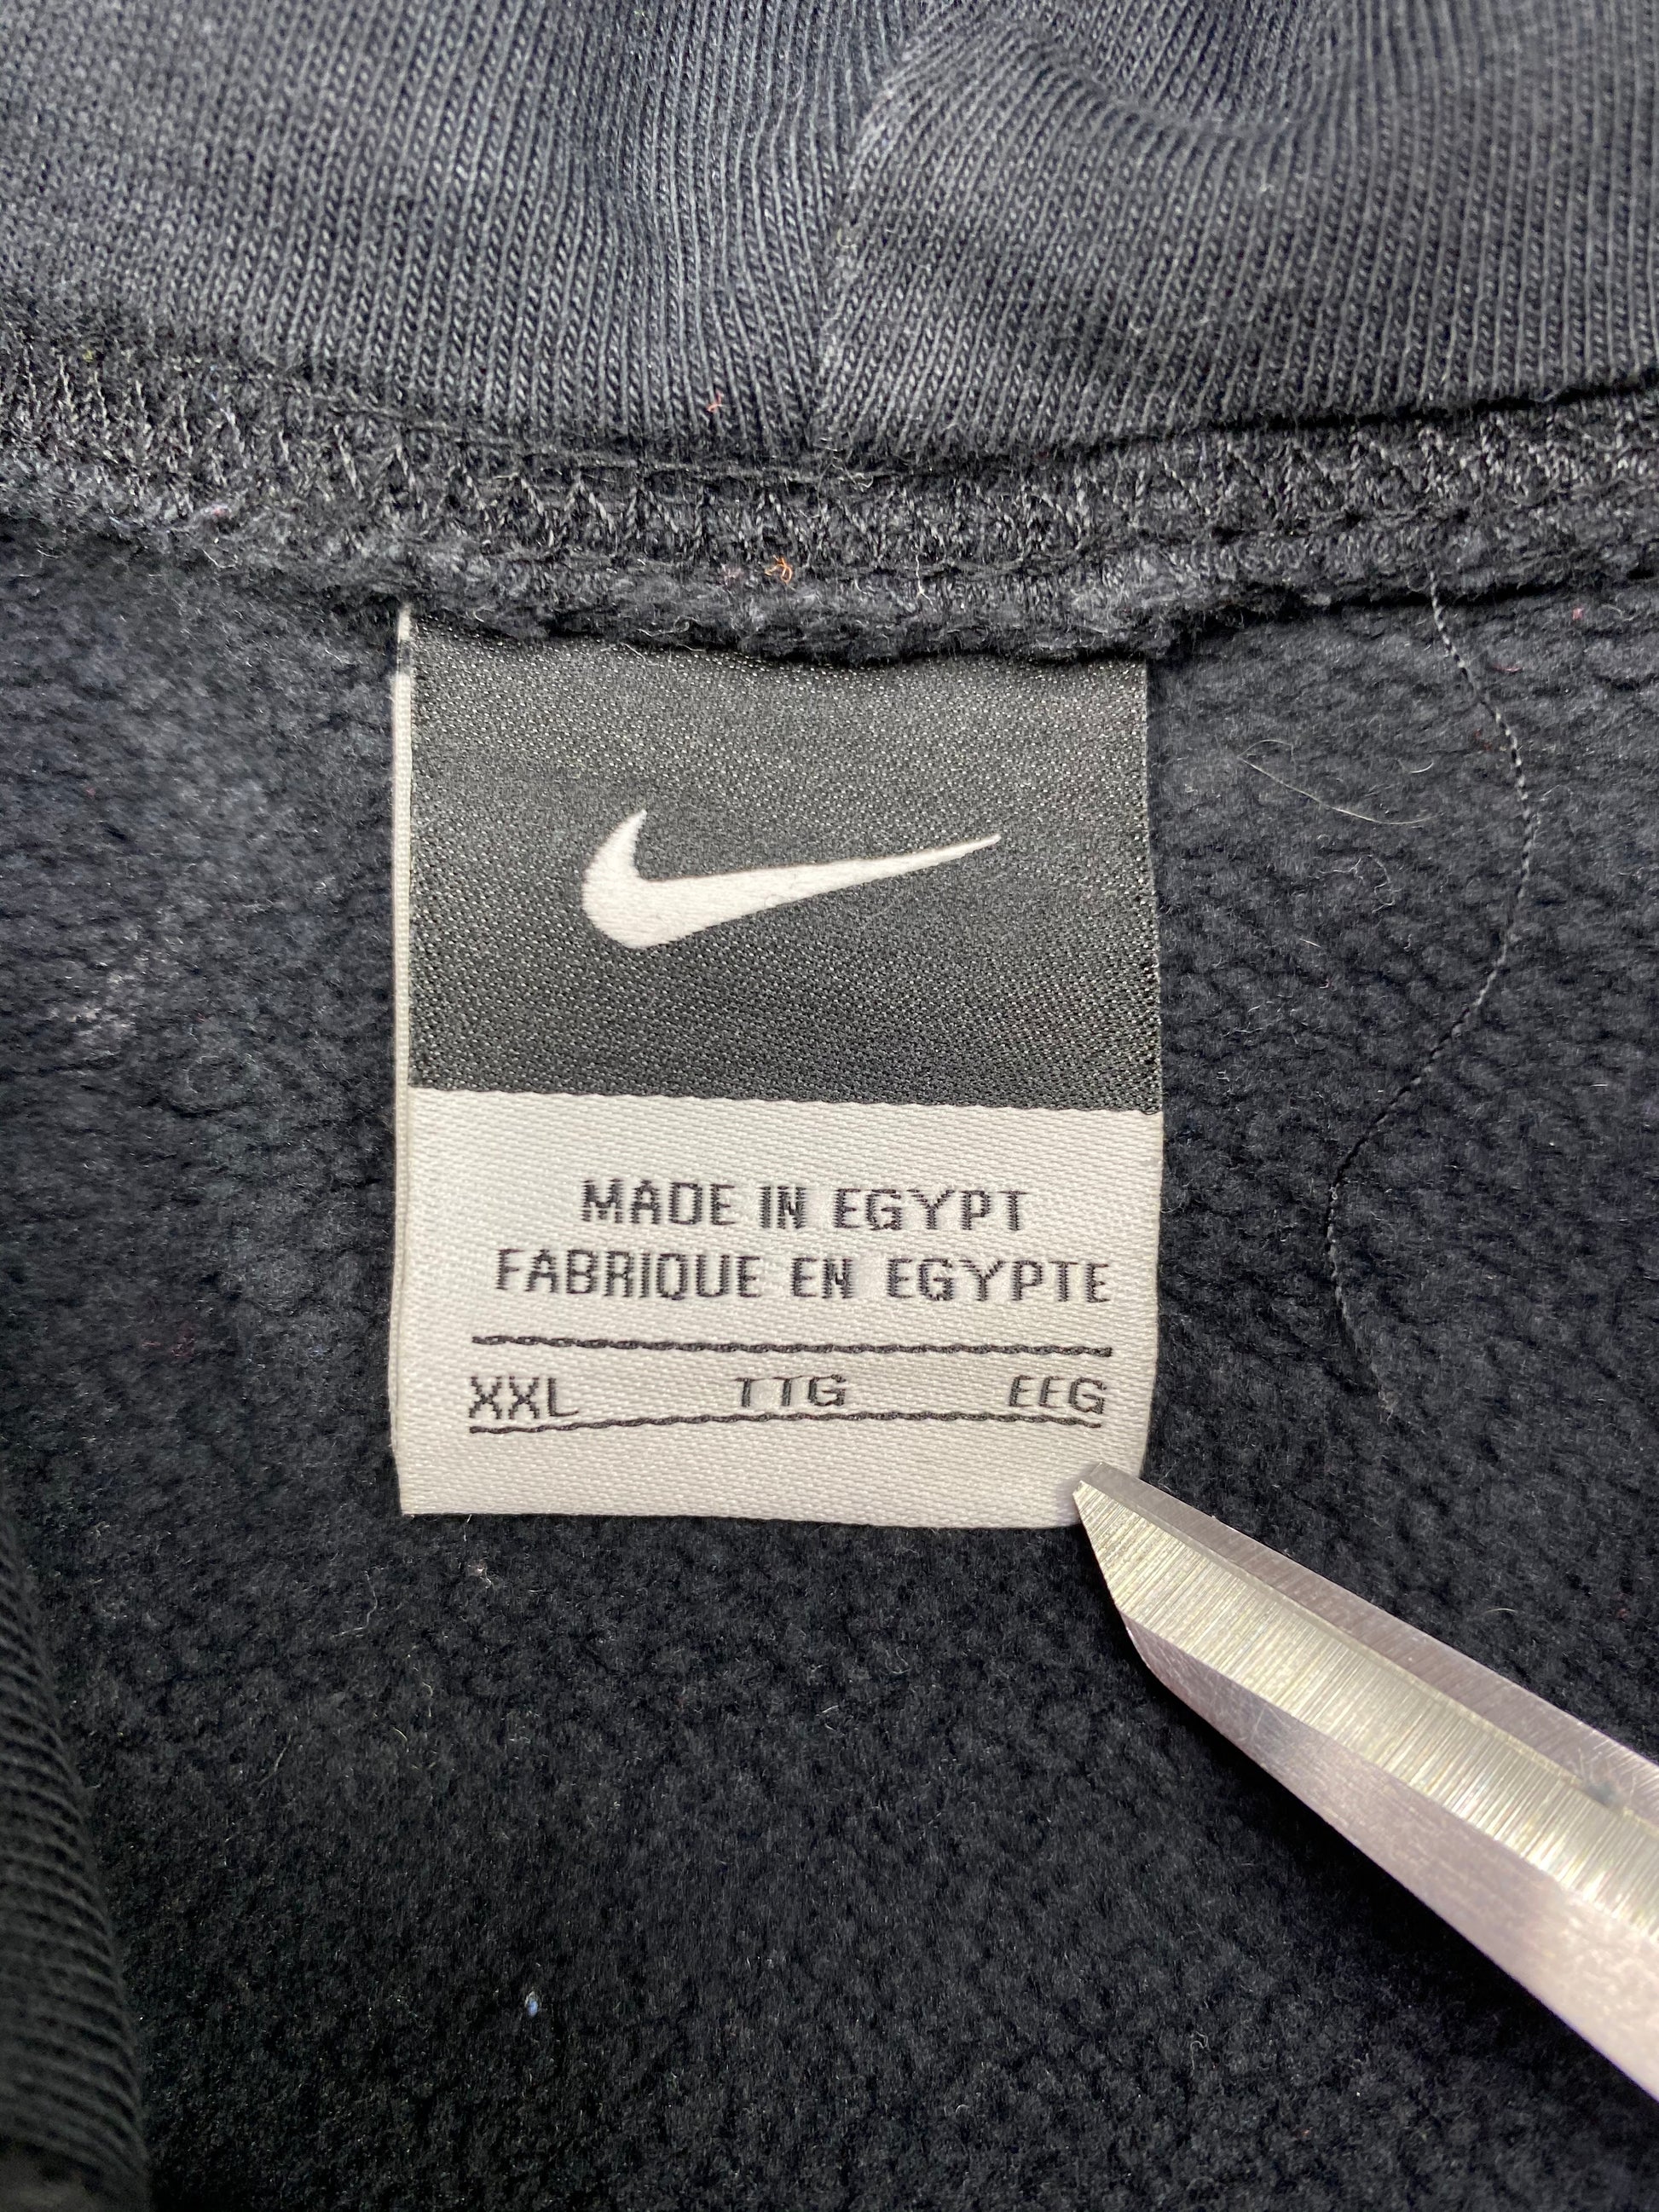 MADE IN EGYPT
FABRIQUE EN EGYPTE
XXL TTG EEG